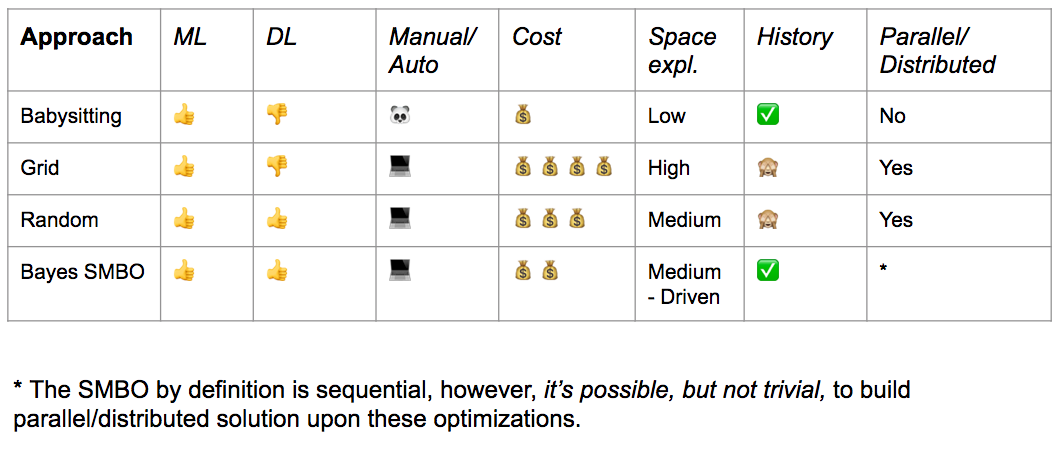 Approach ML DL Manual/ Cost Space History Parallel/
Auto expl. Distributed
Babysitting 👍 👎 🐼 💰 Low ✅ No
Grid 👍 👎 💻 💰 💰 💰 💰 High 🙈 Yes
Random 👍 👍 💻 💰 💰 💰 Medium 🙈 Yes
Bayes SMBO 👍 👍 💻 💰 💰 Medium ✅ *
- Driven
* The SMBO by definition is sequential, however, it’s possible, but not trivial, to build
parallel/distributed solution upon these optimizations.